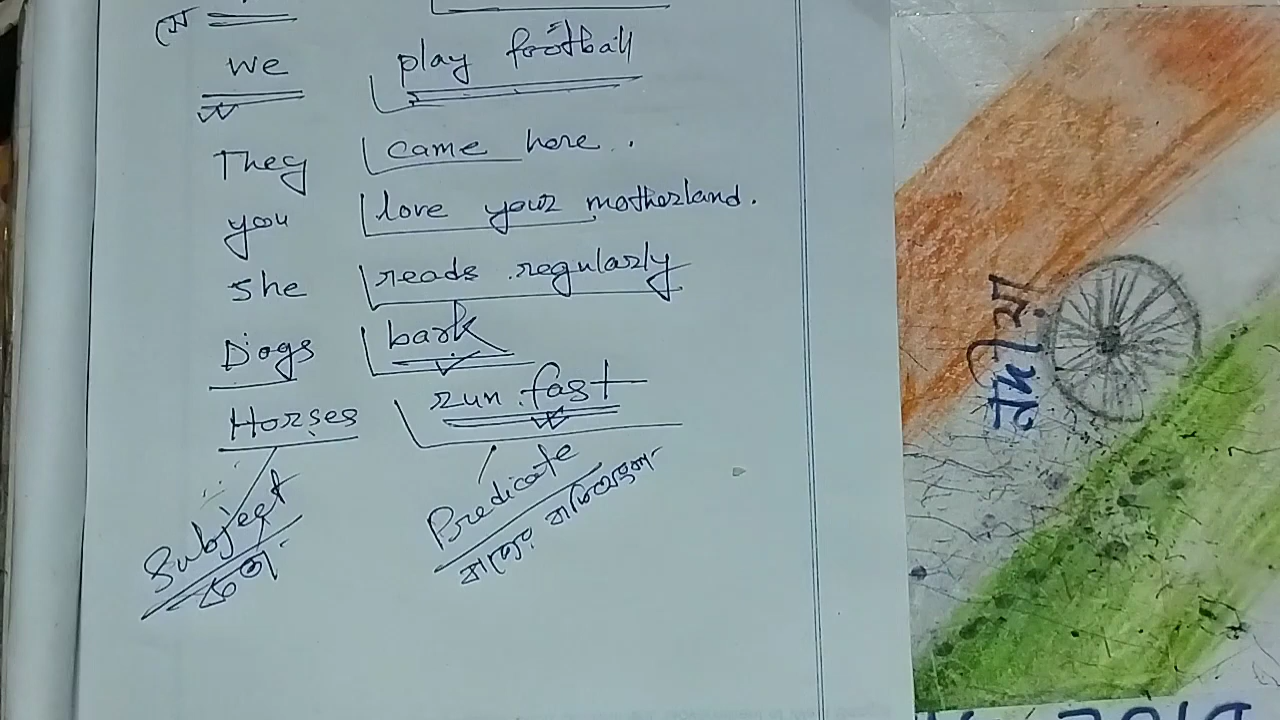 সে
We play football
They came here.
you love your motherland.
she reads regularly
Dogs bark
Horses run fast
Subject Predicate
কর্তা